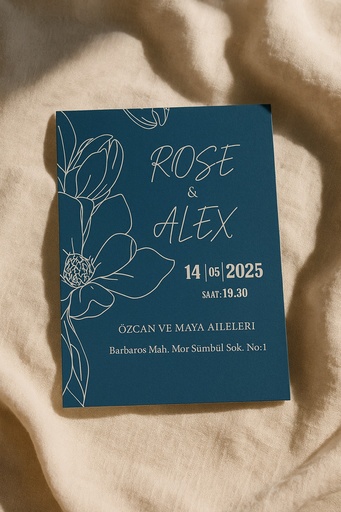 ROSE
&
ALEX
14 | 05 | 2025
SAAT: 19.30
ÖZCAN VE MAYA AILELERI
Barbaros Mah. Mor Sümbül Sok. No:1